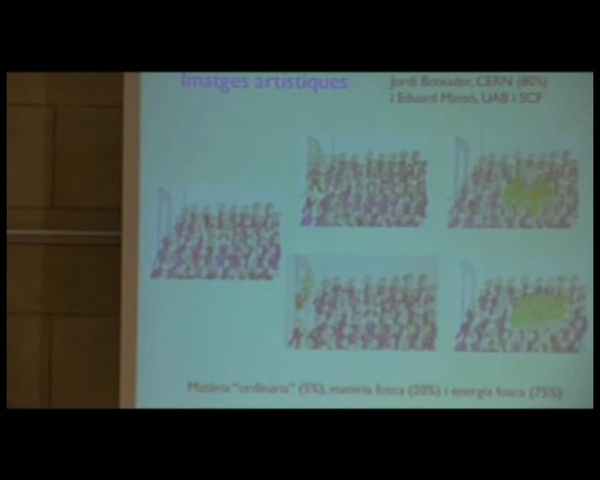 Imatges artístiques
Jordi Boixader, CERN (80%)
i Eduard Massó, UAB i SCF
Matèria "ordinària" (5%), matèria fosca (20%) i energia fosca (75%)